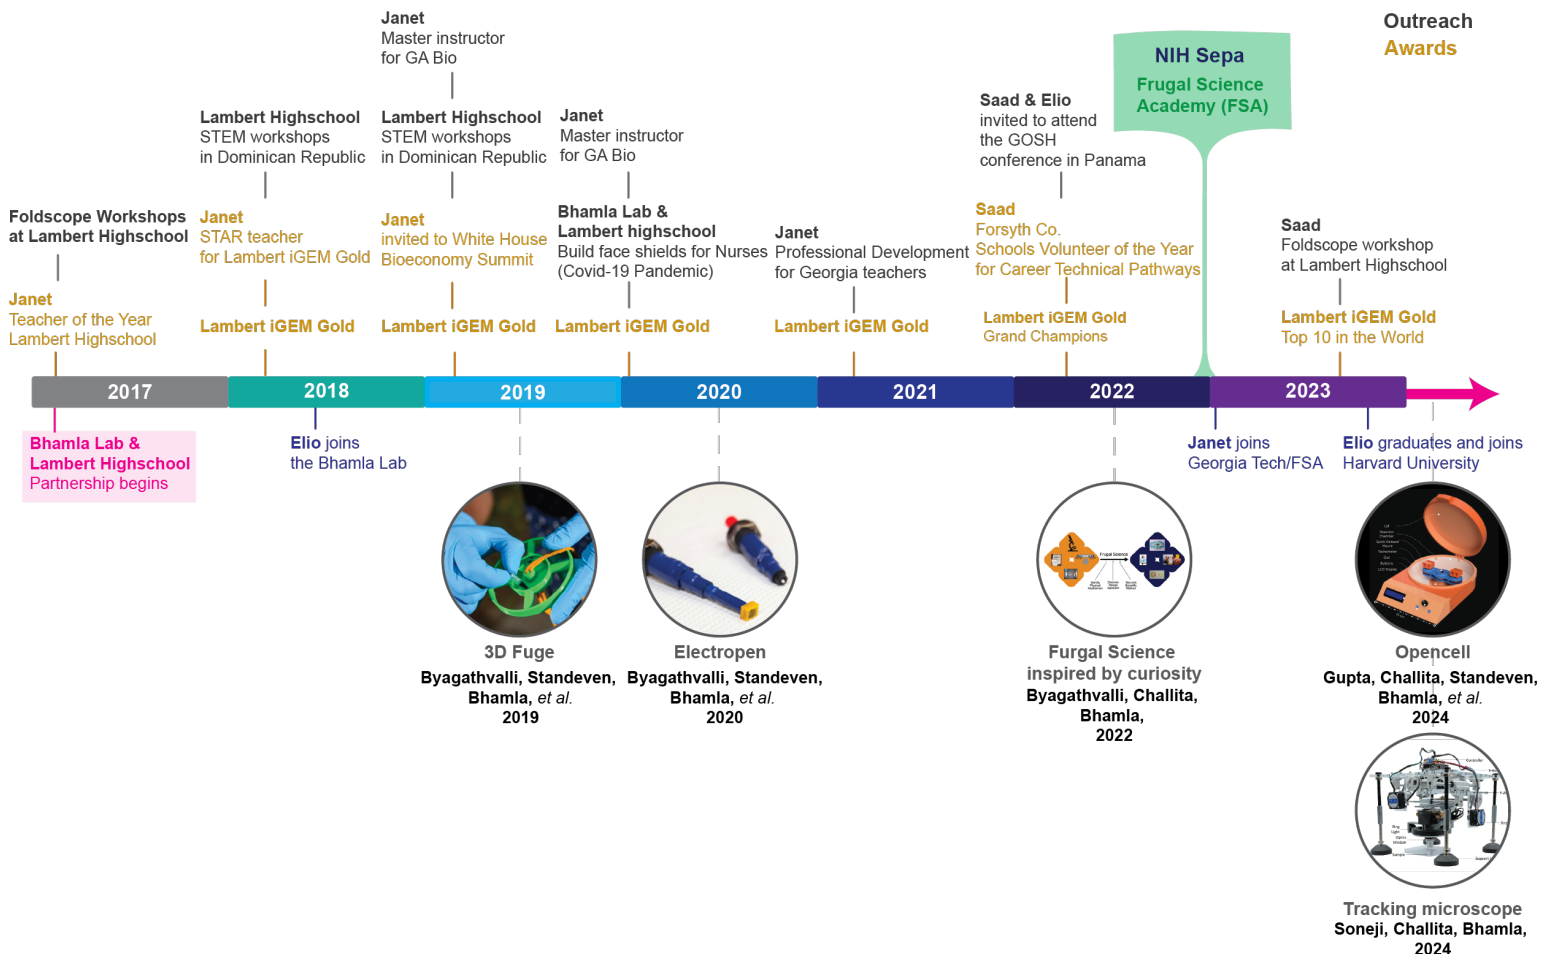 Outreach
Awards
Janet
Master instructor
for GA Bio
Lambert Highschool
STEM workshops
in Dominican Republic
Lambert Highschool
STEM workshops
in Dominican Republic
Janet
Master instructor
for GA Bio
Saad & Elio
invited to attend
the GOSH
conference in Panama
NIH Sepa
Frugal Science
Academy (FSA)
Foldscope Workshops
at Lambert Highschool
Janet
STAR teacher
for Lambert iGEM Gold
Janet
invited to White House
Bioeconomy Summit
Bhamla Lab &
Lambert highschool
Build face shields for Nurses
(Covid-19 Pandemic)
Janet
Professional Development
for Georgia teachers
Saad
Forsyth Co.
Schools Volunteer of the Year
for Career Technical Pathways
Saad
Foldscope workshop
at Lambert Highschool
Janet
Teacher of the Year
Lambert Highschool
Lambert iGEM Gold
Lambert iGEM Gold
Lambert iGEM Gold
Lambert iGEM Gold
Lambert iGEM Gold
Grand Champions
Lambert iGEM Gold
Top 10 in the World
2017
2018
2019
2020
2021
2022
2023
Bhamla Lab &
Lambert Highschool
Partnership begins
Elio joins
the Bhamla Lab
Janet joins
Georgia Tech/FSA
Elio graduates and joins
Harvard University
Frugal Science
3D Fuge
Byagathvalli, Standeven,
Bhamla, et al.
2019
Electropen
Byagathvalli, Standeven,
Bhamla, et al.
2020
Furgal Science
inspired by curiosity
Byagathvalli, Challita,
Bhamla,
2022
Opencell
Gupta, Challita, Standeven,
Bhamla, et al.
2024
Controller
Ring
Light
Optics
Module
Sample
Support
Tracking microscope
Soneji, Challita, Bhamla,
2024